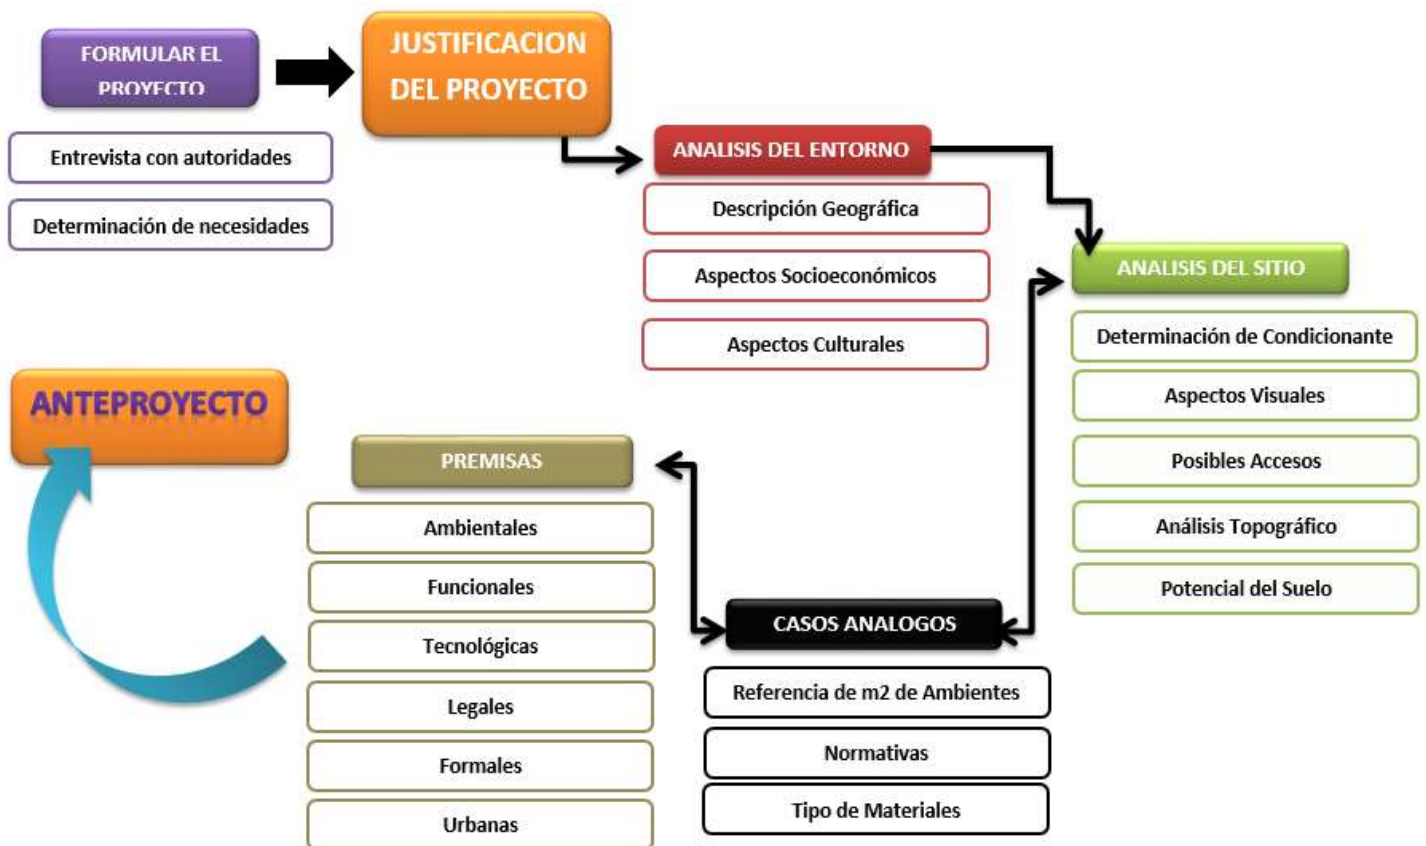 FORMULAR EL
PROYECTO
Entrevista con autoridades
Determinación de necesidades
JUSTIFICACION
DEL PROYECTO
ANALISIS DEL ENTORNO
Descripción Geográfica
Aspectos Socioeconómicos
Aspectos Culturales
ANALISIS DEL SITIO
Determinación de Condicionante
Aspectos Visuales
Posibles Accesos
Análisis Topográfico
Potencial del Suelo
CASOS ANALOGOS
Referencia de m2 de Ambientes
Normativas
Tipo de Materiales
PREMISAS
Ambientales
Funcionales
Tecnológicas
Legales
Formales
Urbanas
ANTEPROYECTO